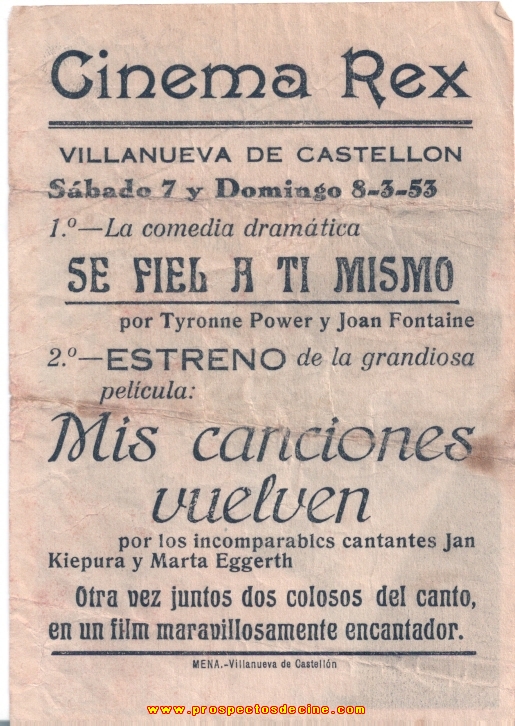 Cinema Rex
VILLANUEVA DE CASTELLON
Sábado 7 y Domingo 8-3-53
1.º—La comedia dramática
SE FIEL A TI MISMO
por Tyronne Power y Joan Fontaine
2.º—ESTRENO de la grandiosa
película:
Mis canciones
vuelven
por los incomparables cantantes Jan
Kiepura y Marta Eggerth
Otra vez juntos dos colosos del canto,
en un film maravillosamente encantador.
MENA.-Villanueva de Castellón
www.prospectosdecine.com